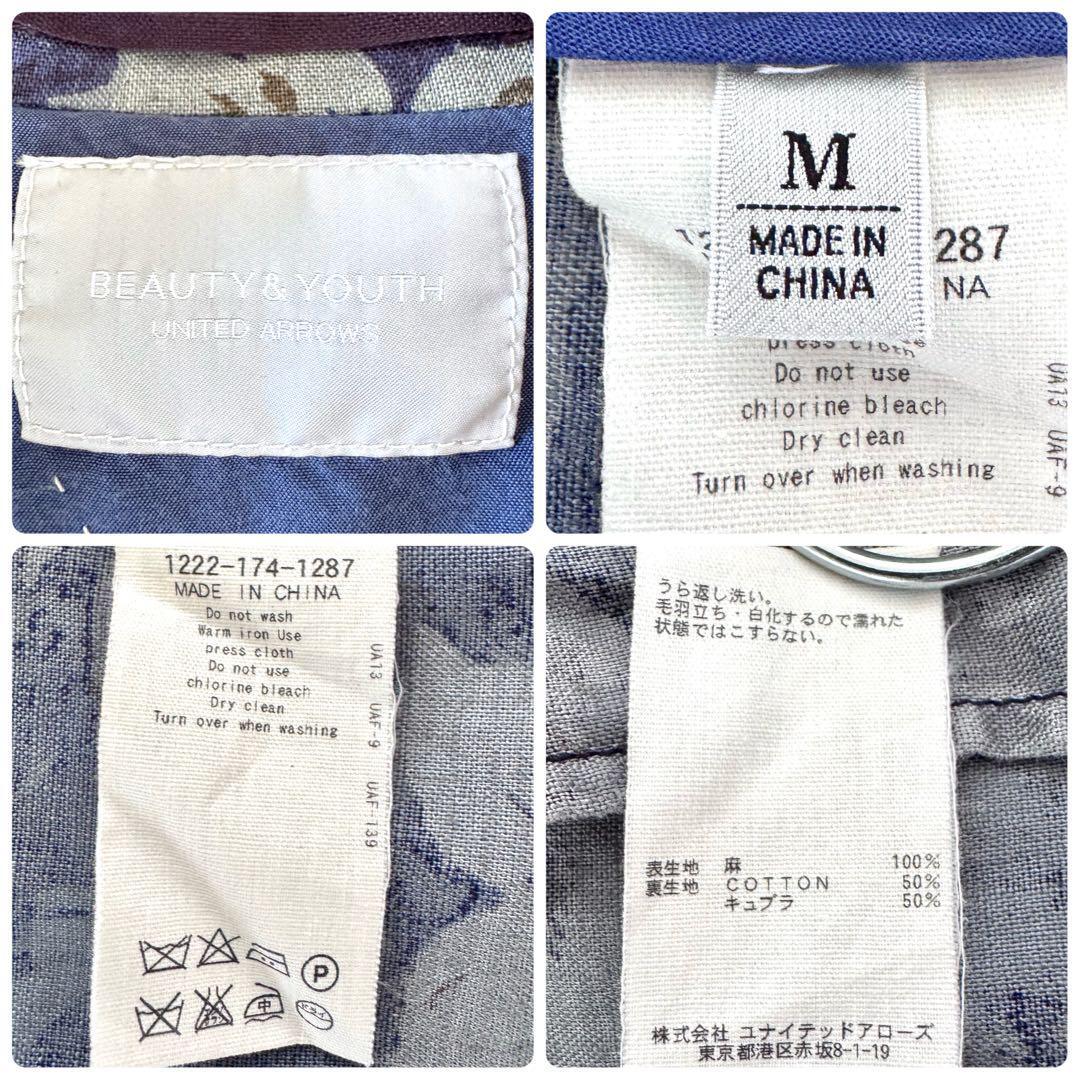 BEAUTY&YOUTH
UNITED ARROWS
M
MADE IN
CHINA
287
NA
press cloth
Do not use
chlorine bleach
Dry clean
Turn over when washing
UA13 UAF-9
1222-174-1287
MADE IN CHINA
Do not wash
Warm iron Use
press cloth
Do not use
chlorine bleach
Dry clean
Turn over when washing
UA13 UAF-9 UAF-139
P
中
ドライ
うら返し洗い。
毛羽立ち・白化するので濡れた
状態ではこすらない。
表生地 麻 100%
裏生地 COTTON 50%
キュプラ 50%
株式会社 ユナイテッドアローズ
東京都港区赤坂8-1-19